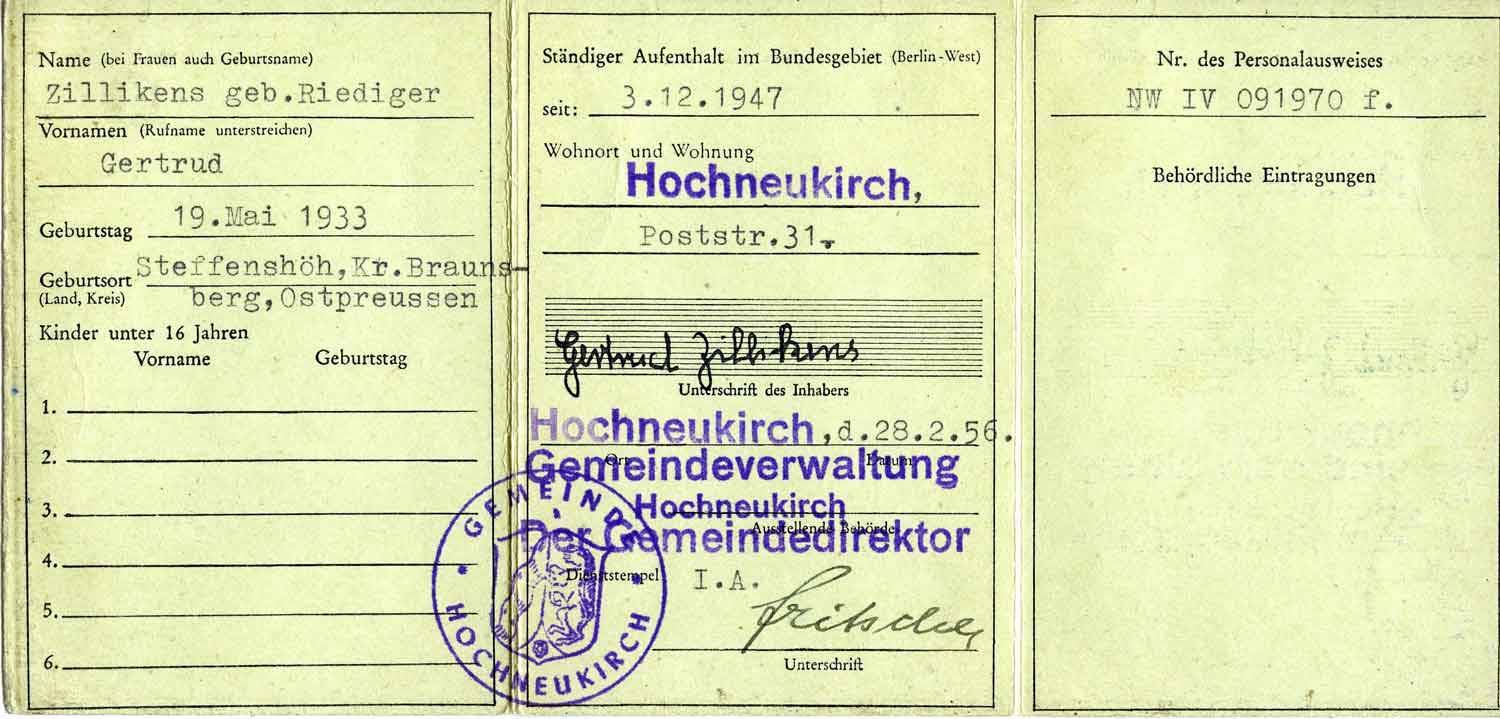 Name (bei Frauen auch Geburtsname)
Zillikens geb.Riediger
Vornamen (Rufname unterstreichen)
Gertrud
Geburtstag 19.Mai 1933
Geburtsort Steffenshöh,Kr.Brauns-
(Land, Kreis) berg,Ostpreussen
Kinder unter 16 Jahren
Vorname Geburtstag
1.
2.
3.
4.
5.
6.
Ständiger Aufenthalt im Bundesgebiet (Berlin-West)
seit: 3.12.1947
Wohnort und Wohnung
Hochneukirch,
Poststr.31.
Gertrud Zillikens
Unterschrift des Inhabers
Hochneukirch,d.28.2.56.
Ort Datum
Gemeindeverwaltung
Hochneukirch
Ausstellende Behörde
Der Gemeindedirektor
Dienststempel I.A.
Unterschrift
GEMEINDE
HOCHNEUKIRCH
Nr. des Personalausweises
NW IV 091970 f.
Behördliche Eintragungen